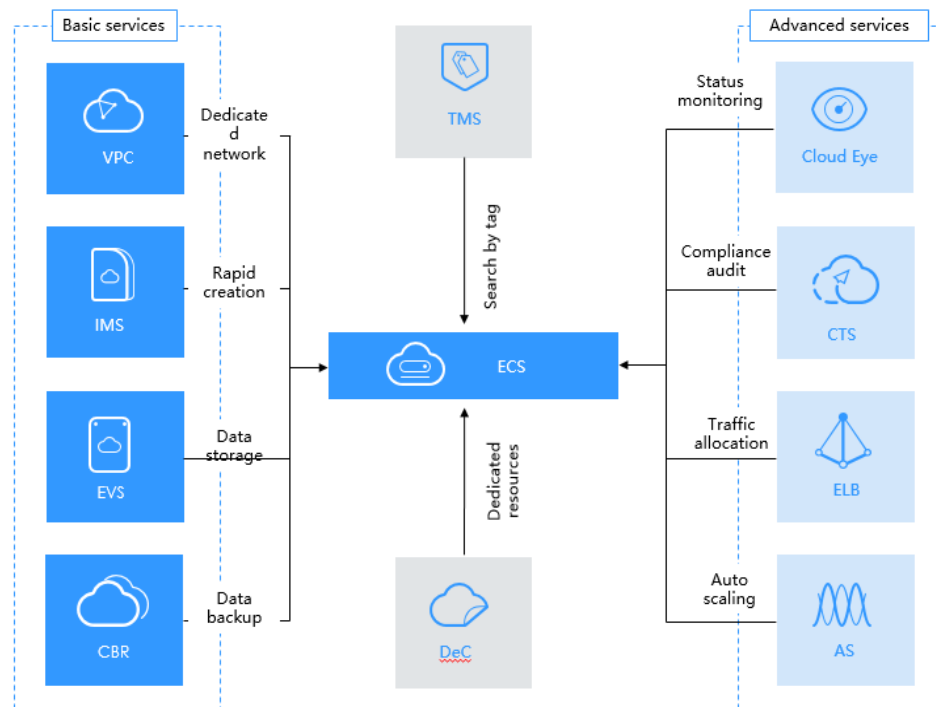 Basic services
VPC
Dedicate
d
network
IMS
Rapid
creation
EVS
Data
storage
CBR
Data
backup
TMS
Search by tag
ECS
Dedicated
resources
DeC
Advanced services
Status
monitoring
Cloud Eye
Compliance
audit
CTS
Traffic
allocation
ELB
Auto
scaling
AS